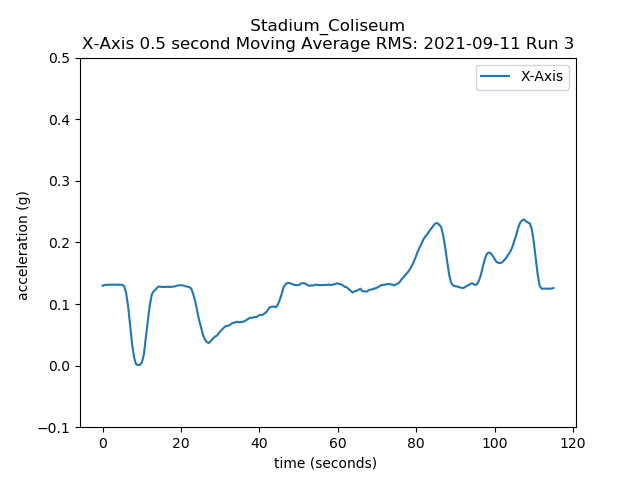 Stadium_Coliseum
X-Axis 0.5 second Moving Average RMS: 2021-09-11 Run 3
0.5
X-Axis
0.4
0.3
0.2
0.1
0.0
−0.1
acceleration (g)
0 20 40 60 80 100 120
time (seconds)